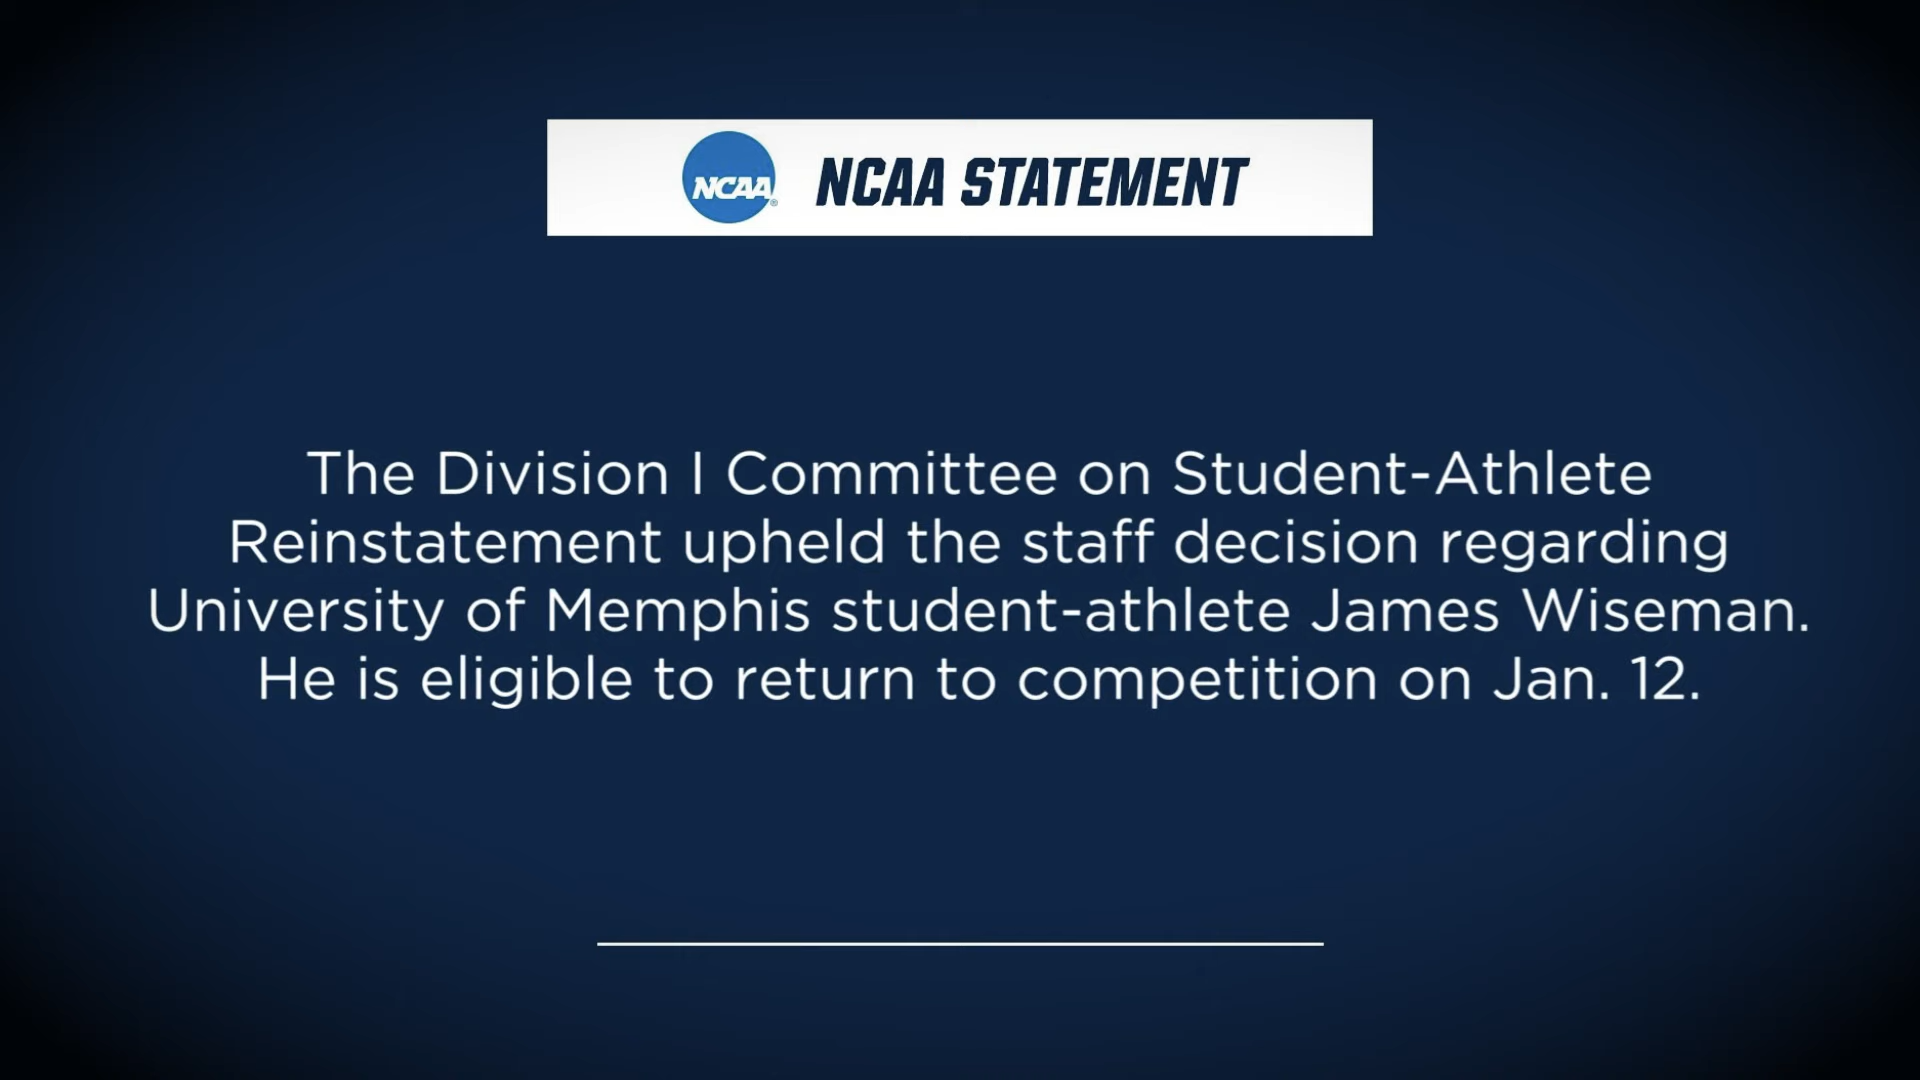 NCAA
NCAA STATEMENT
The Division I Committee on Student-Athlete
Reinstatement upheld the staff decision regarding
University of Memphis student-athlete James Wiseman.
He is eligible to return to competition on Jan. 12.